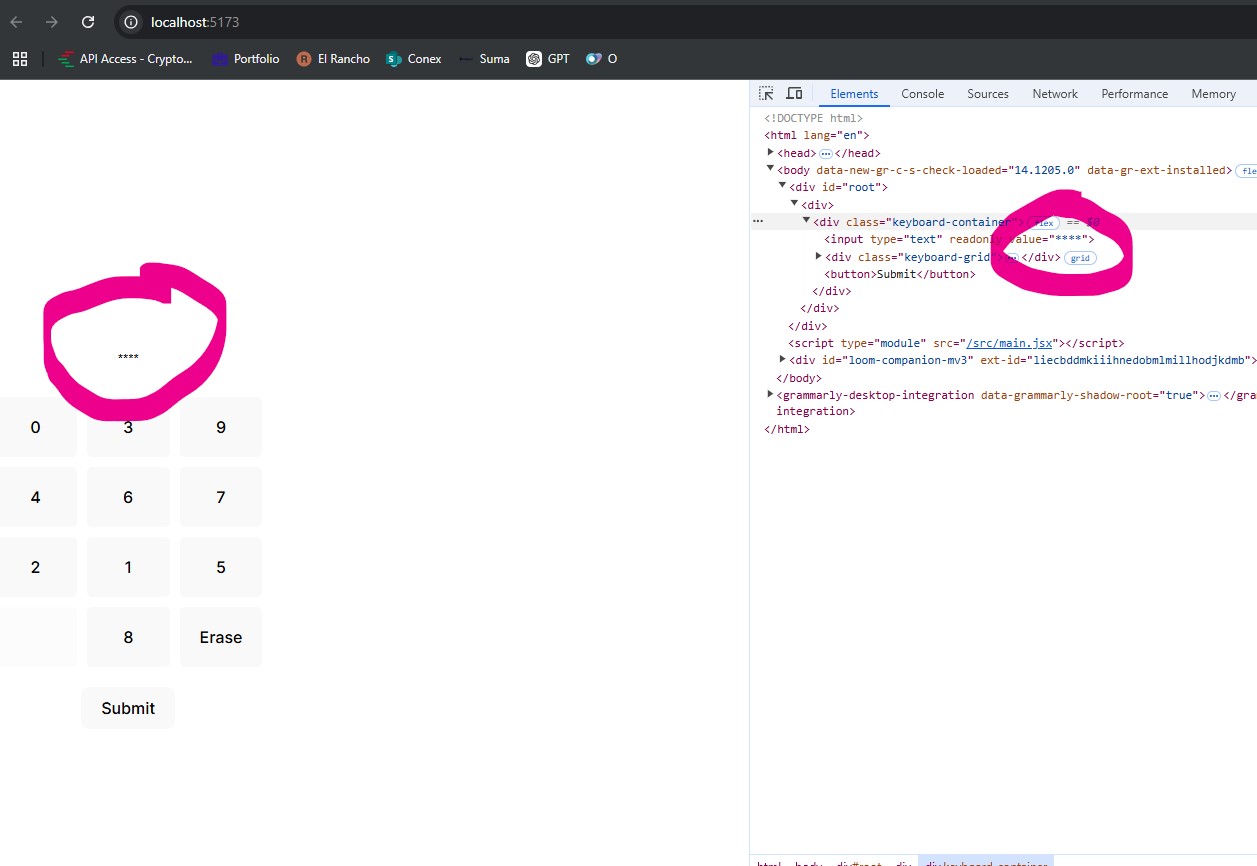 localhost:5173
API Access - Crypto... Portfolio El Rancho Conex Suma GPT O
****
0 3 9
4 6 7
2 1 5
8 Erase
Submit
Elements Console Sources Network Performance Memory
<!DOCTYPE html>
<html lang="en">
<head> … </head>
<body data-new-gr-c-s-check-loaded="14.1205.0" data-gr-ext-installed> fle
<div id="root">
<div>
… <div class="keyboard-container"> flex == $0
<input type="text" readonly value="****">
<div class="keyboard-grid"> … </div> grid
<button>Submit</button>
</div>
</div>
</div>
<script type="module" src="/src/main.jsx"></script>
<div id="loom-companion-mv3" ext-id="liecbddmkiiihnedobmlmillhodjkdmb">
</body>
<grammarly-desktop-integration data-grammarly-shadow-root="true"> … </gra
integration>
</html>
html body div#root div div.keyboard-container